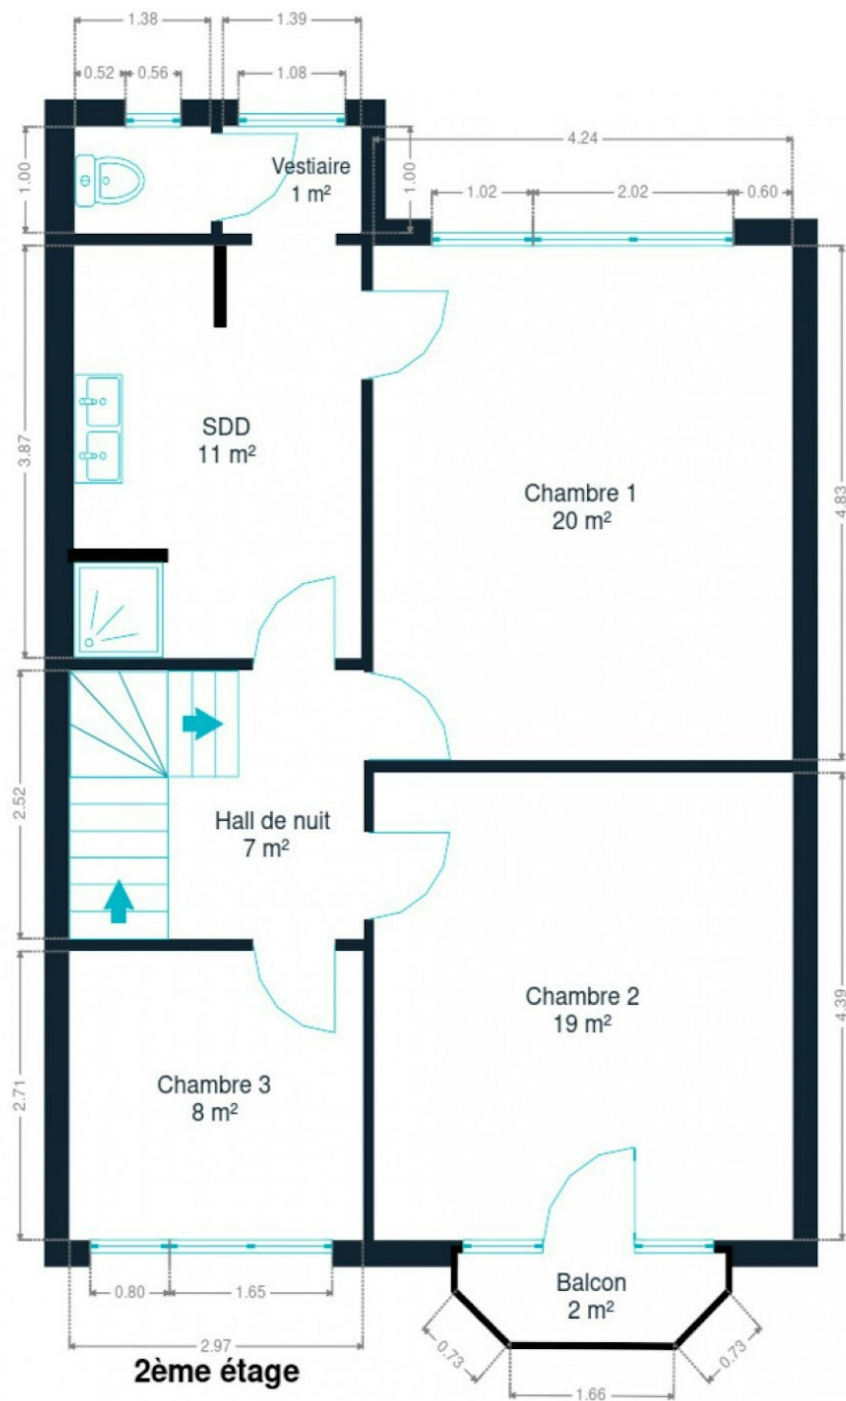 1.38
1.39
0.52
0.56
1.08
1.00
Vestiaire
1 m²
1.00
4.24
1.02
2.02
0.60
3.87
SDD
11 m²
Chambre 1
20 m²
4.83
2.52
Hall de nuit
7 m²
Chambre 2
19 m²
4.39
2.71
Chambre 3
8 m²
0.80
1.65
2.97
Balcon
2 m²
0.73
0.73
1.66
2ème étage